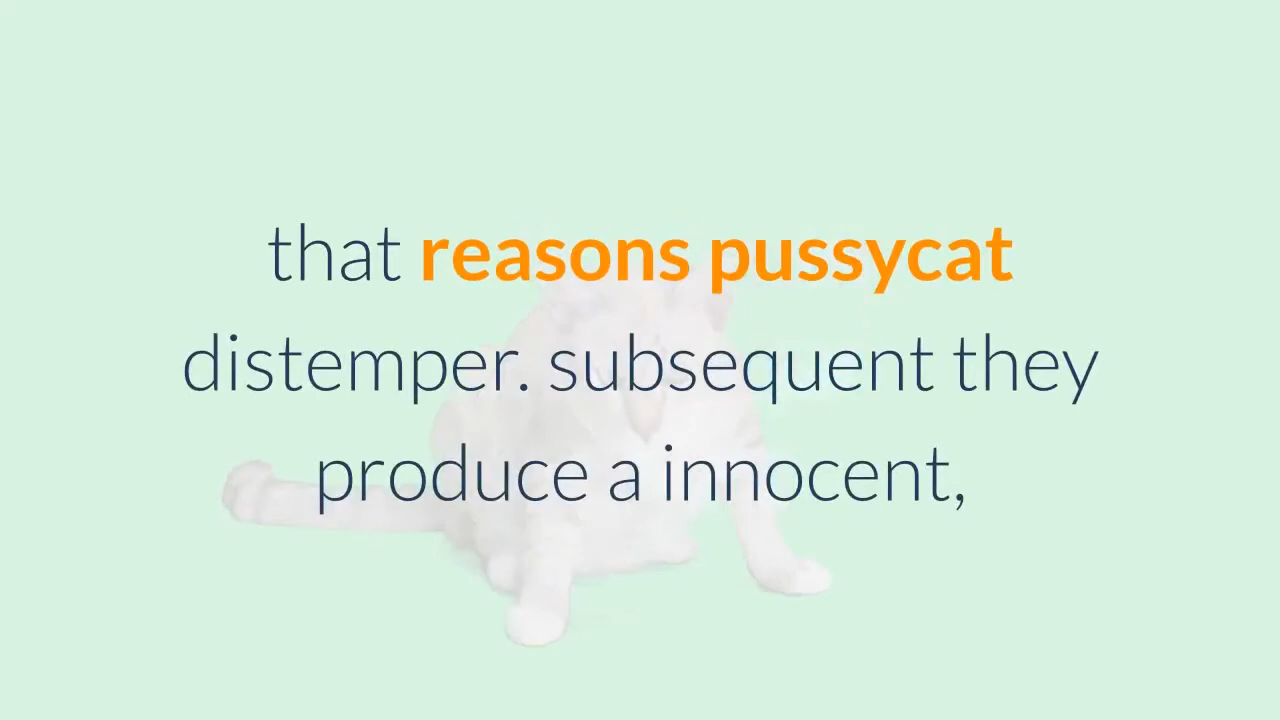 that reasons pussycat
distemper. subsequent they
produce a innocent,